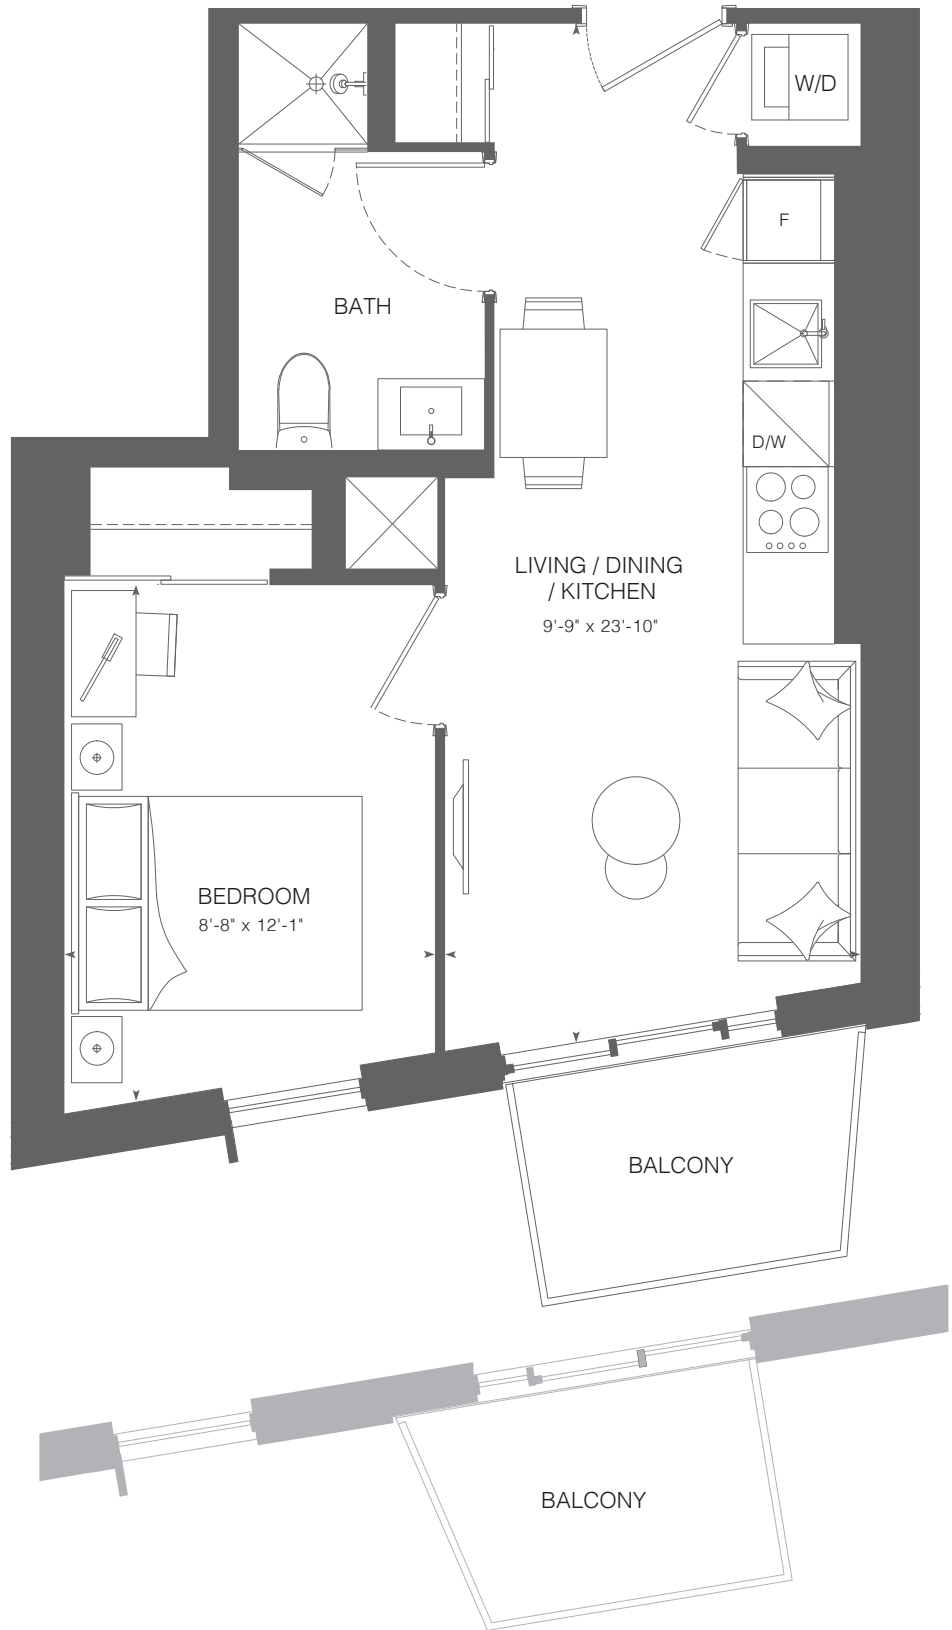 W/D
F
BATH
D/W
LIVING / DINING
/ KITCHEN
9'-9" x 23'-10"
BEDROOM
8'-8" x 12'-1"
BALCONY
BALCONY